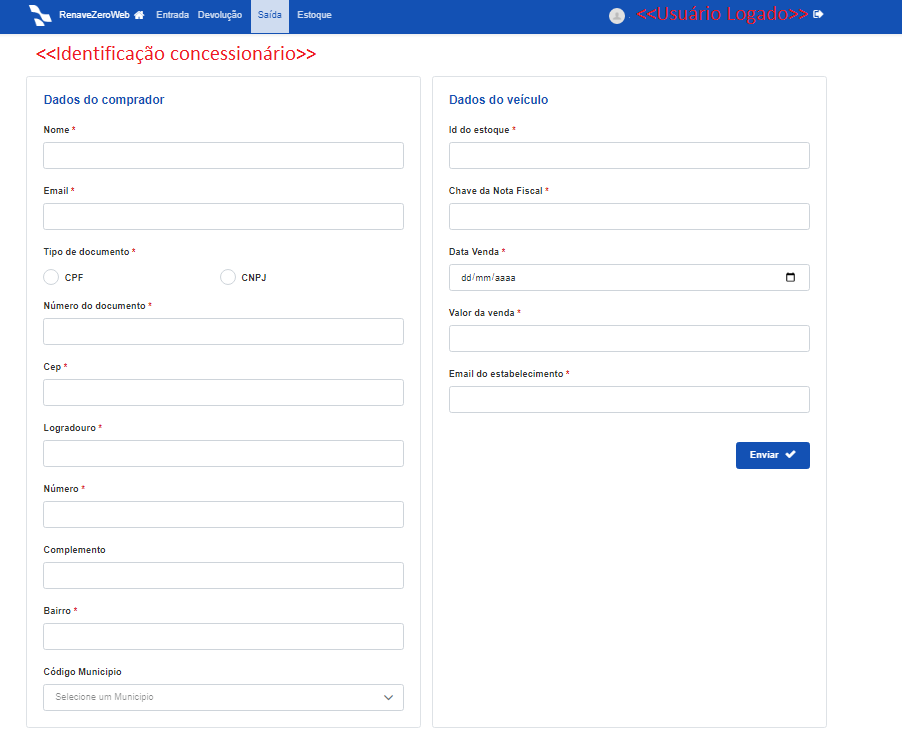 RenaveZeroWeb Entrada Devolução Saída Estoque <<Usuário Logado>>
<<Identificação concessionário>>
Dados do comprador
Nome *
Email *
Tipo de documento *
CPF CNPJ
Número do documento *
Cep *
Logradouro *
Número *
Complemento
Bairro *
Código Municipio
Selecione um Municipio
Dados do veículo
Id do estoque *
Chave da Nota Fiscal *
Data Venda *
dd/mm/aaaa
Valor da venda *
Email do estabelecimento *
Enviar